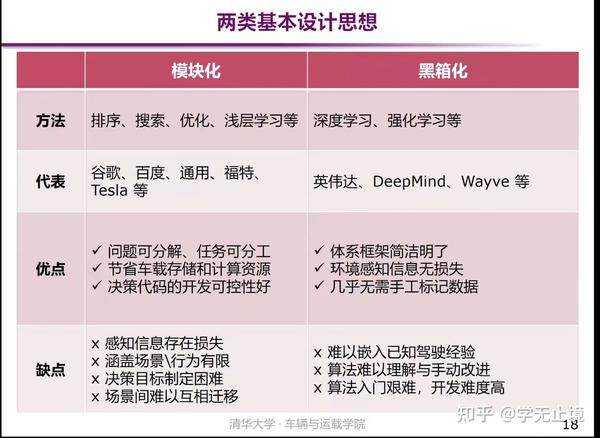 两类基本设计思想
模块化 黑箱化
方法 排序、搜索、优化、浅层学习等 深度学习、强化学习等
代表 谷歌、百度、通用、福特、
Tesla 等 英伟达、DeepMind、Wayve 等
优点 ✓ 问题可分解、任务可分工 ✓ 体系框架简洁明了
✓ 节省车载存储和计算资源 ✓ 环境感知信息无损失
✓ 决策代码的开发可控性好 ✓ 几乎无需手工标记数据
缺点 x 感知信息存在损失 x 难以嵌入已知驾驶经验
x 涵盖场景\行为有限 x 算法难以理解与手动改进
x 决策目标制定困难 x 算法入门艰难，开发难度高
x 场景间难以互相迁移
清华大学·车辆与运载学院 18
知乎 @学无止境